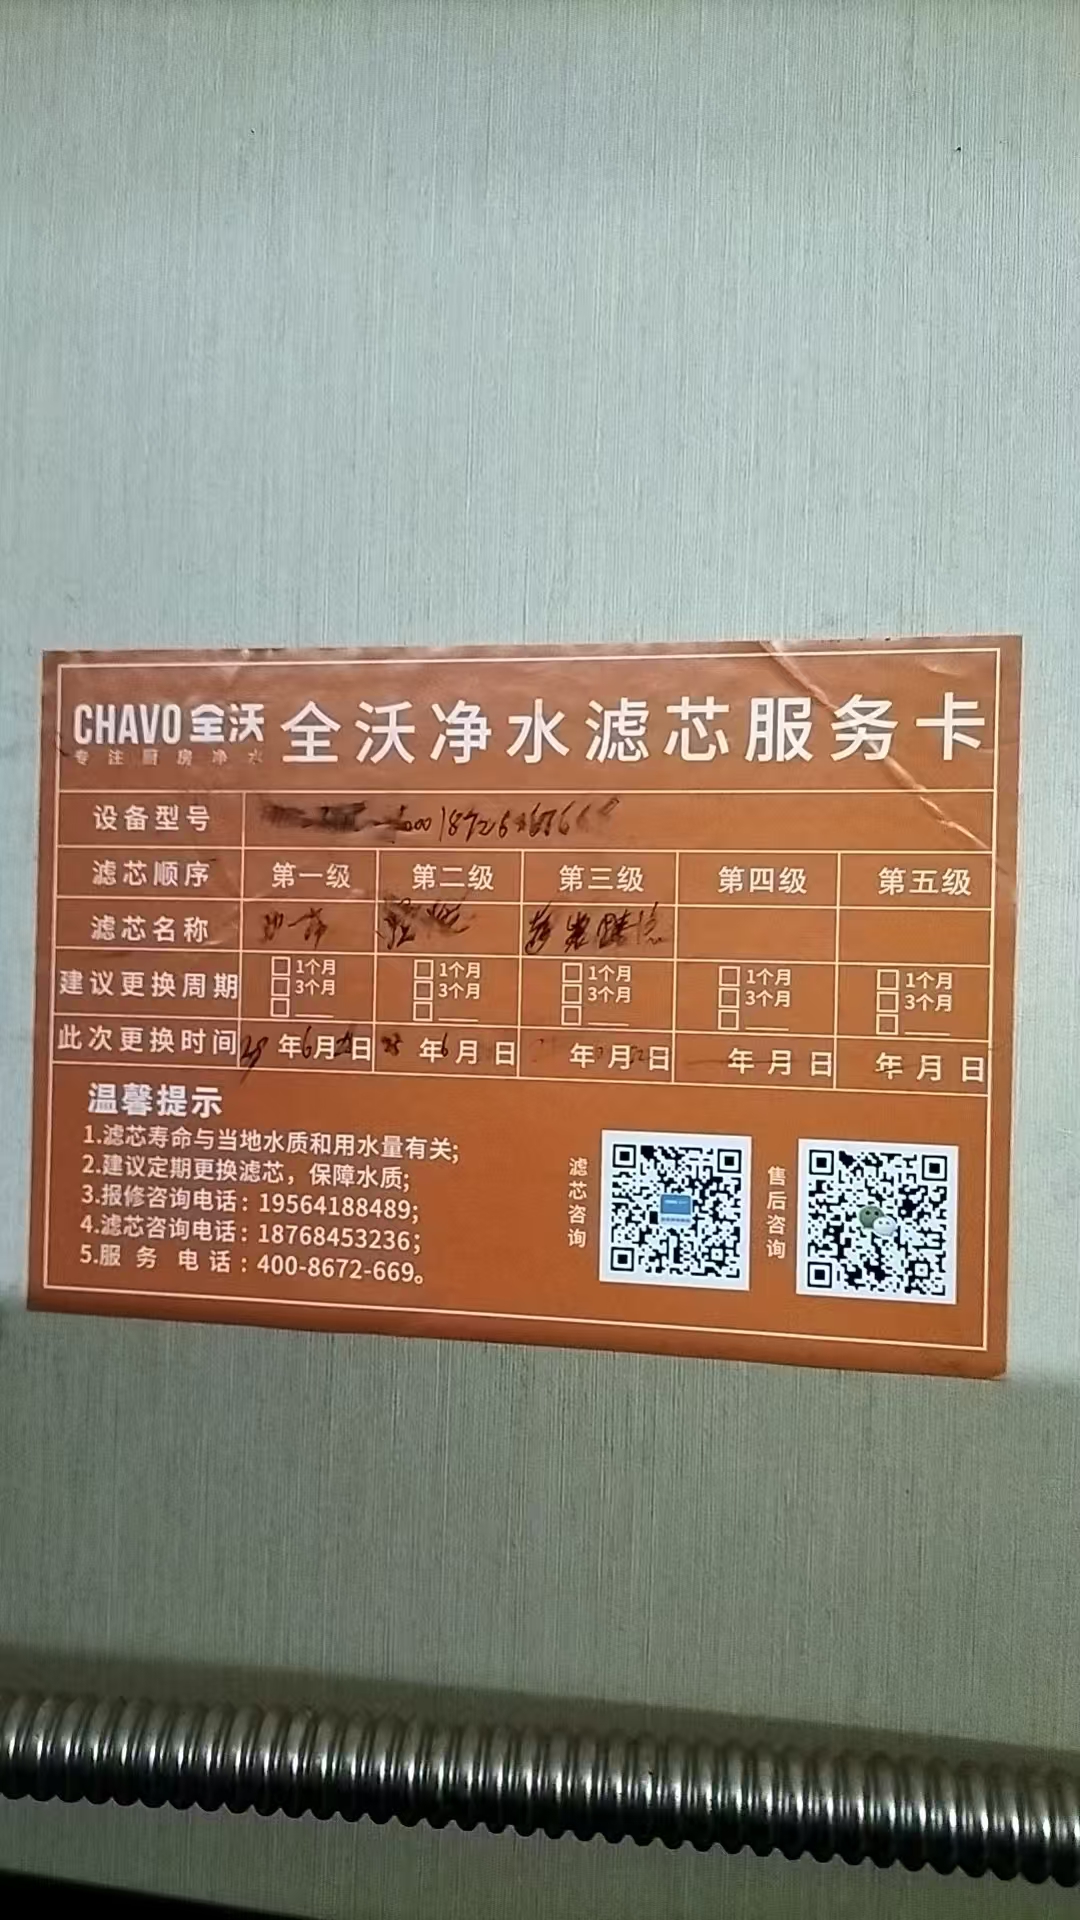 CHAVO 全沃 全沃净水滤芯服务卡
专注厨房净水
设备型号
滤芯顺序 第一级 第二级 第三级 第四级 第五级
滤芯名称
建议更换周期 1个月 1个月 1个月 1个月 1个月
3个月 3个月 3个月 3个月 3个月
此次更换时间 年6月 日 年6月 日 年 月 日 年 月 日 年 月 日
温馨提示
1.滤芯寿命与当地水质和用水量有关;
2.建议定期更换滤芯，保障水质;
3.报修咨询电话：19564188489;
4.滤芯咨询电话：18768453236;
5.服务电话：400-8672-669。
滤芯咨询
售后咨询